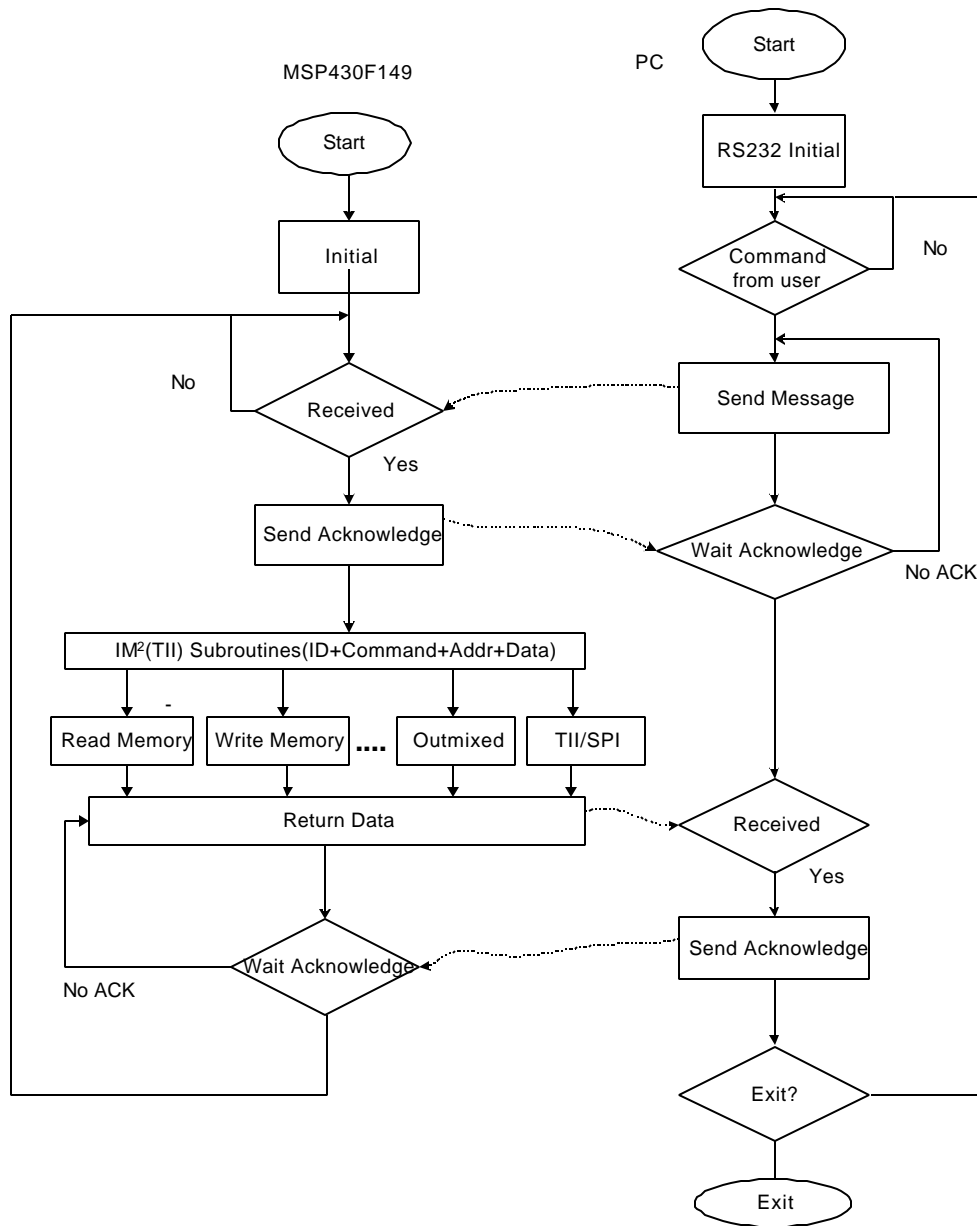 MSP430F149
PC
Start
Start
RS232 Initial
Initial
Command
from user
No
No
Received
Send Message
Yes
Send Acknowledge
Wait Acknowledge
No ACK
IM²(TII) Subroutines(ID+Command+Addr+Data)
-
Read Memory
Write Memory
....
Outmixed
TII/SPI
Return Data
Received
Yes
Wait Acknowledge
Send Acknowledge
No ACK
Exit?
Exit